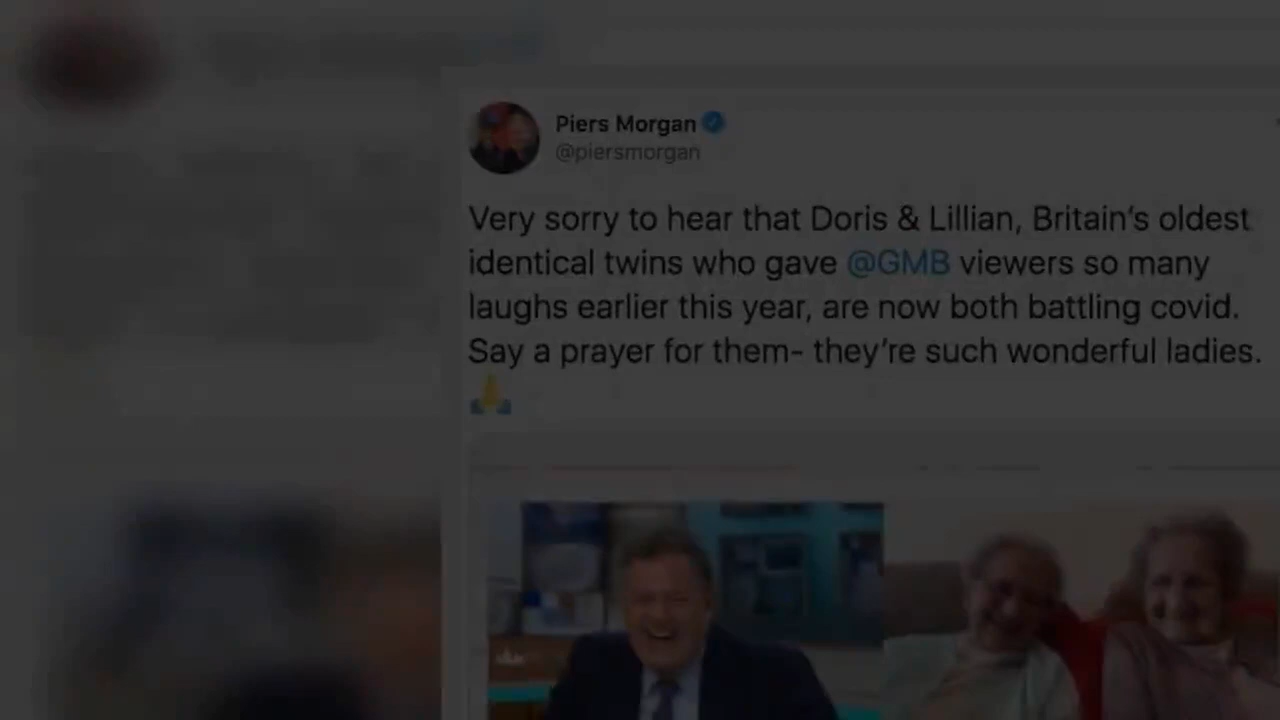 Piers Morgan
@piersmorgan
Very sorry to hear that Doris & Lillian, Britain's oldest
identical twins who gave @GMB viewers so many
laughs earlier this year, are now both battling covid.
Say a prayer for them- they're such wonderful ladies.
🙏